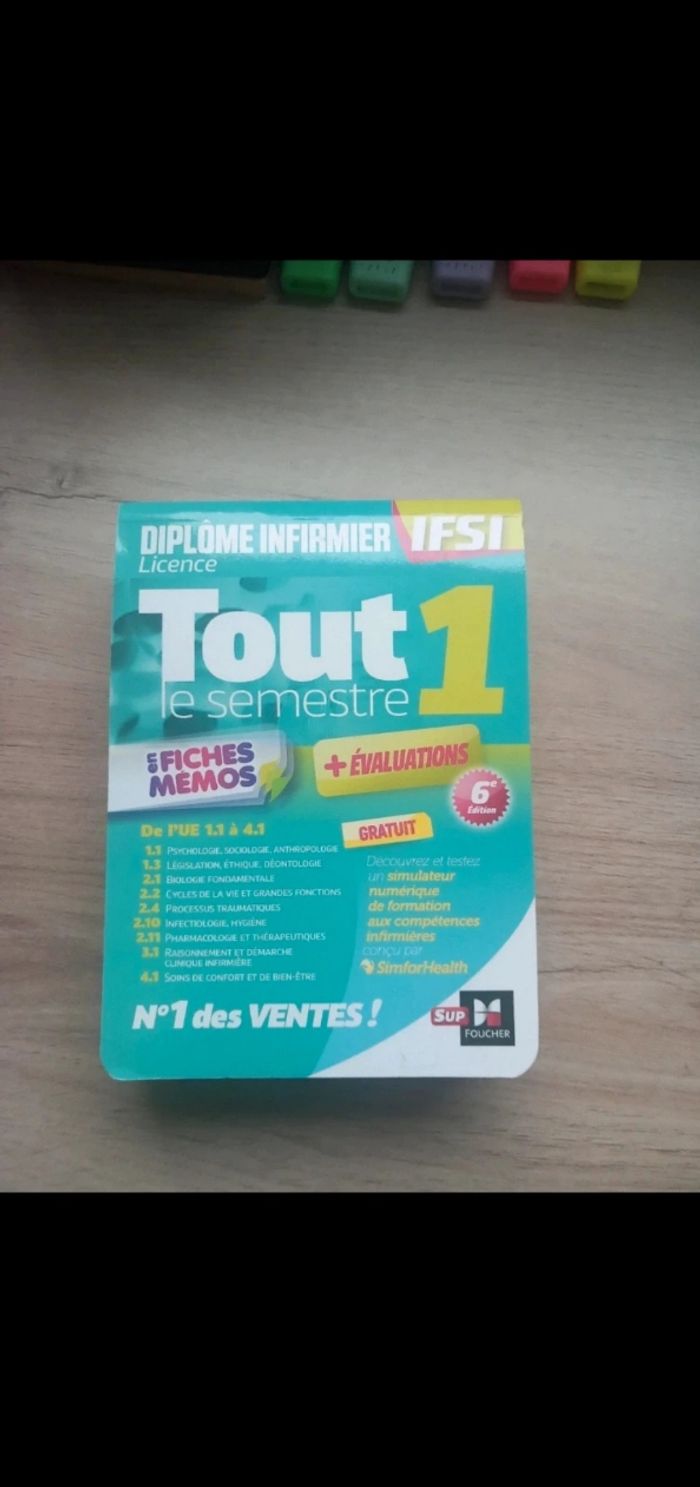 DIPLÔME INFIRMIER IFSI
Licence
Tout 1
le semestre
en FICHES MÉMOS
+ ÉVALUATIONS
6e Édition
De l'UE 1.1 à 4.1
1.1 PSYCHOLOGIE, SOCIOLOGIE, ANTHROPOLOGIE
1.3 LÉGISLATION, ÉTHIQUE, DÉONTOLOGIE
2.1 BIOLOGIE FONDAMENTALE
2.2 CYCLES DE LA VIE ET GRANDES FONCTIONS
2.4 PROCESSUS TRAUMATIQUES
2.10 INFECTIOLOGIE, HYGIÈNE
2.11 PHARMACOLOGIE ET THÉRAPEUTIQUES
3.1 RAISONNEMENT ET DÉMARCHE
CLINIQUE INFIRMIÈRE
4.1 SOINS DE CONFORT ET DE BIEN-ÊTRE
GRATUIT
Découvrez et testez
un simulateur
numérique
de formation
aux compétences
infirmières
conçu par
SimforHealth
N°1 des VENTES !
SUP
FOUCHER